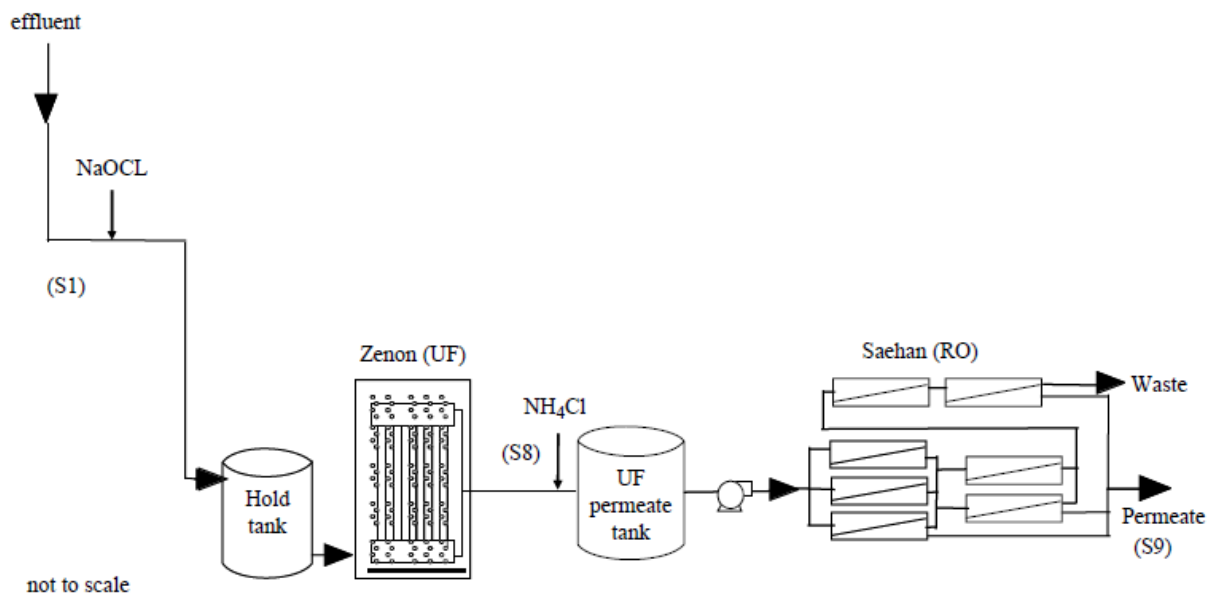 effluent
NaOCL
(S1)
Zenon (UF)
Saehan (RO)
Waste
NH₄Cl
(S8)
Hold
tank
UF
permeate
tank
Permeate
(S9)
not to scale